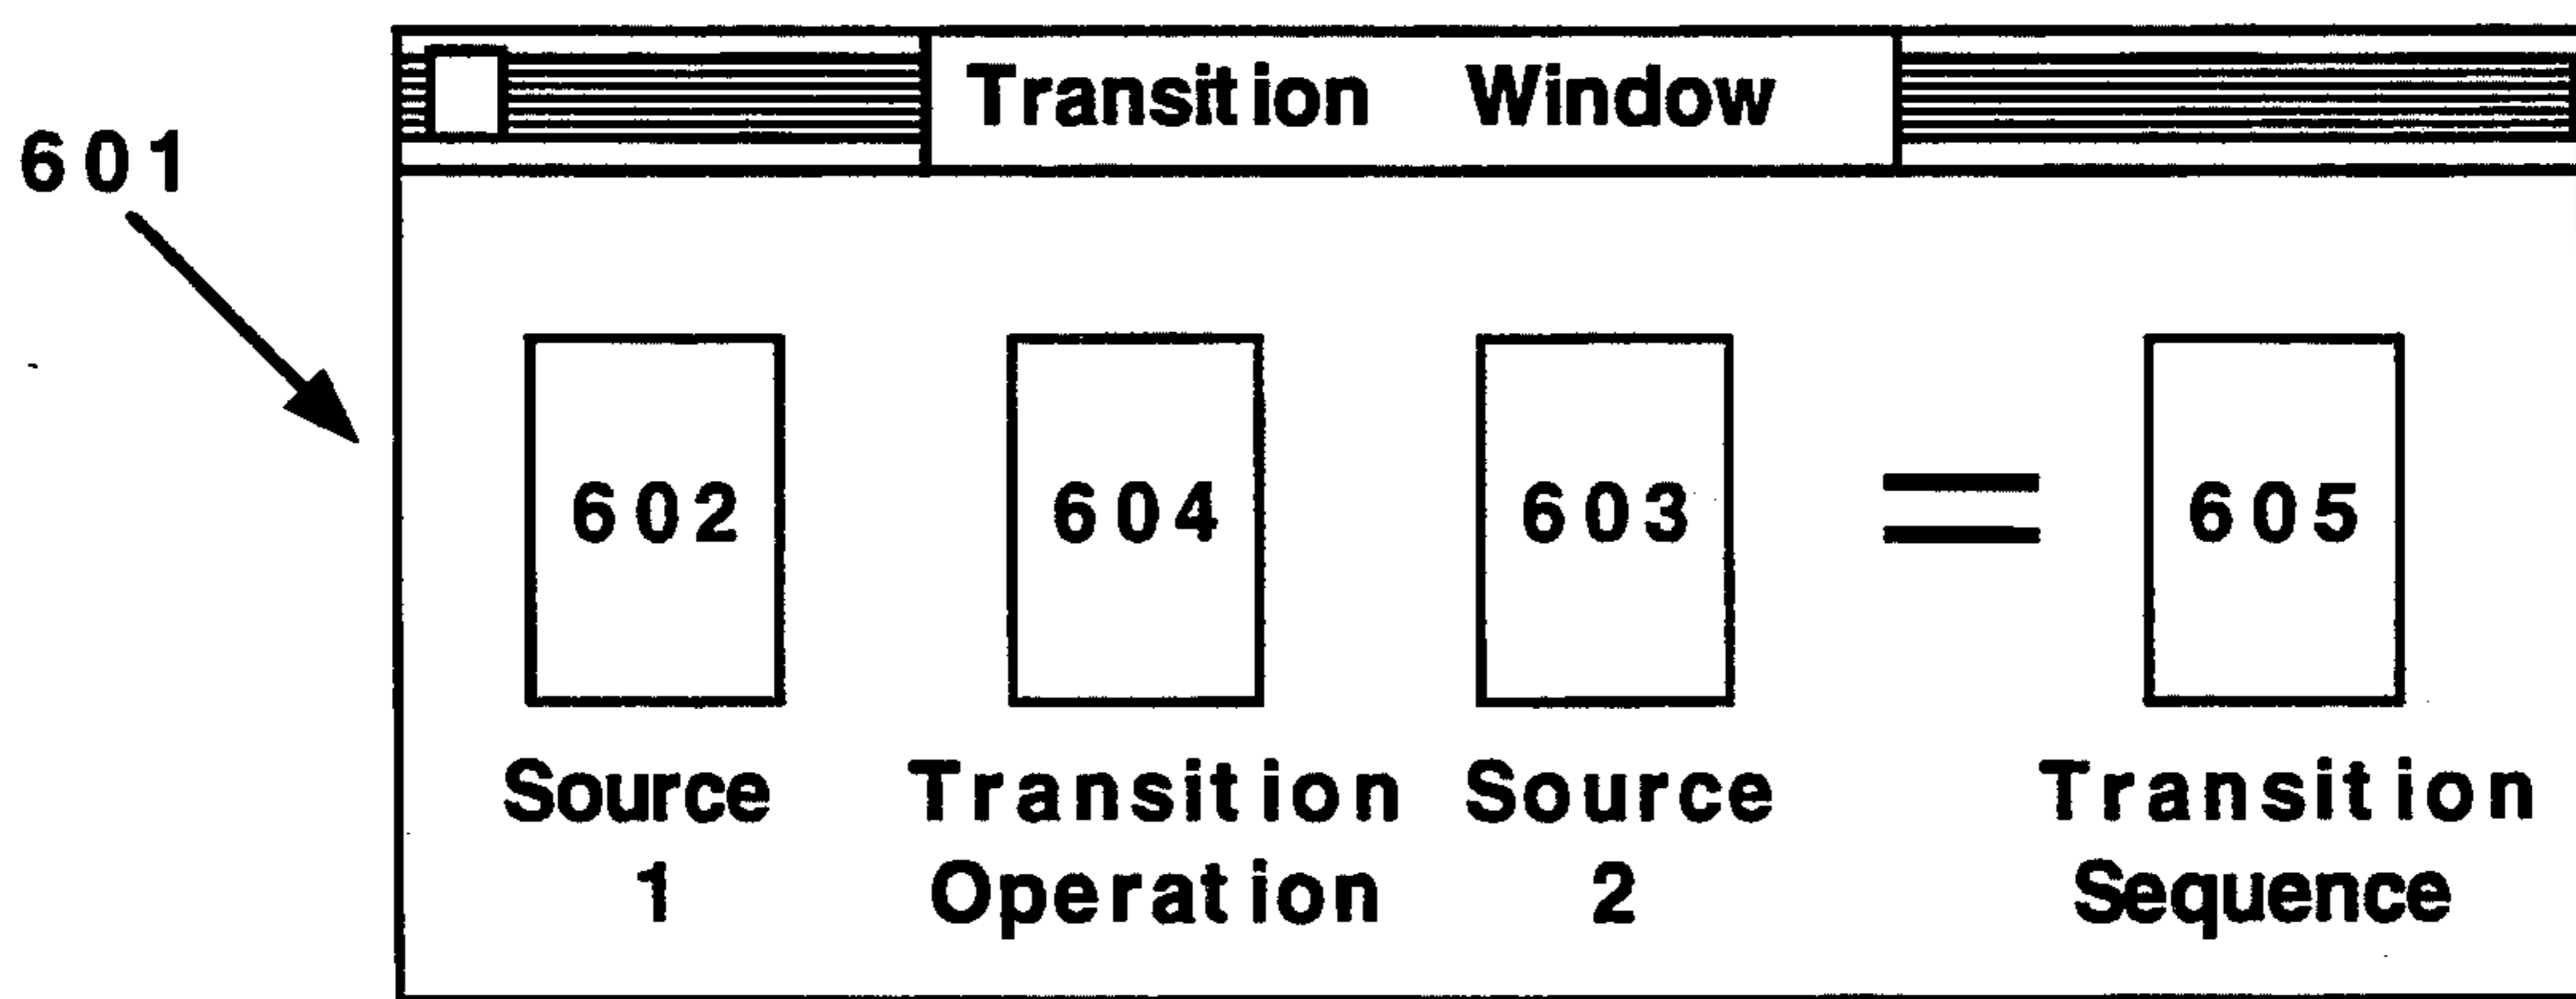 Transition Window
601
602 604 603 = 605
Source Transition Source Transition
1 Operation 2 Sequence